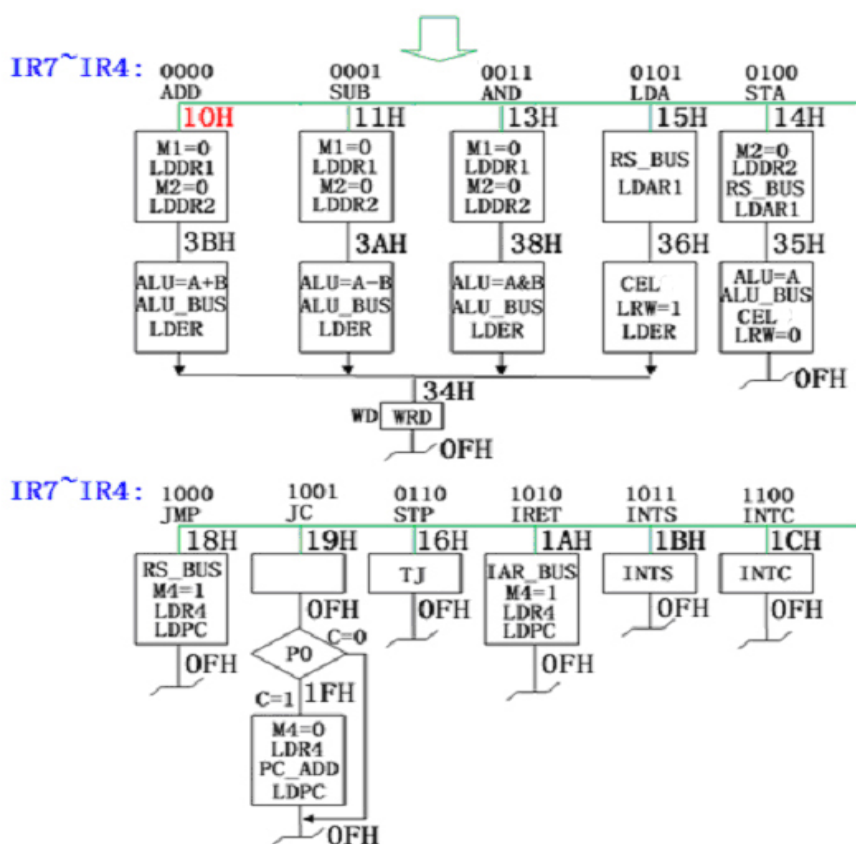 IR7~IR4: 0000 0001 0011 0101 0100
ADD SUB AND LDA STA
10H 11H 13H 15H 14H
M1=0 M1=0 M1=0 RS_BUS M2=0
LDDR1 LDDR1 LDDR1 LDAR1 LDDR2
M2=0 M2=0 M2=0 RS_BUS
LDDR2 LDDR2 LDDR2 LDAR1
3BH 3AH 38H 36H 35H
ALU=A+B ALU=A-B ALU=A&B CEL ALU=A
ALU_BUS ALU_BUS ALU_BUS LRW=1 ALU_BUS
LDER LDER LDER LDER CEL
LRW=0
0FH
34H
WD WRD
0FH
IR7~IR4: 1000 1001 0110 1010 1011 1100
JMP JC STP IRET INTS INTC
18H 19H 16H 1AH 1BH 1CH
RS_BUS TJ IAR_BUS INTS INTC
M4=1 M4=1
LDR4 LDR4
LDPC LDPC
0FH 0FH 0FH 0FH
C=0
P0
0FH 0FH
C=1 1FH
M4=0
LDR4
PC_ADD
LDPC
0FH